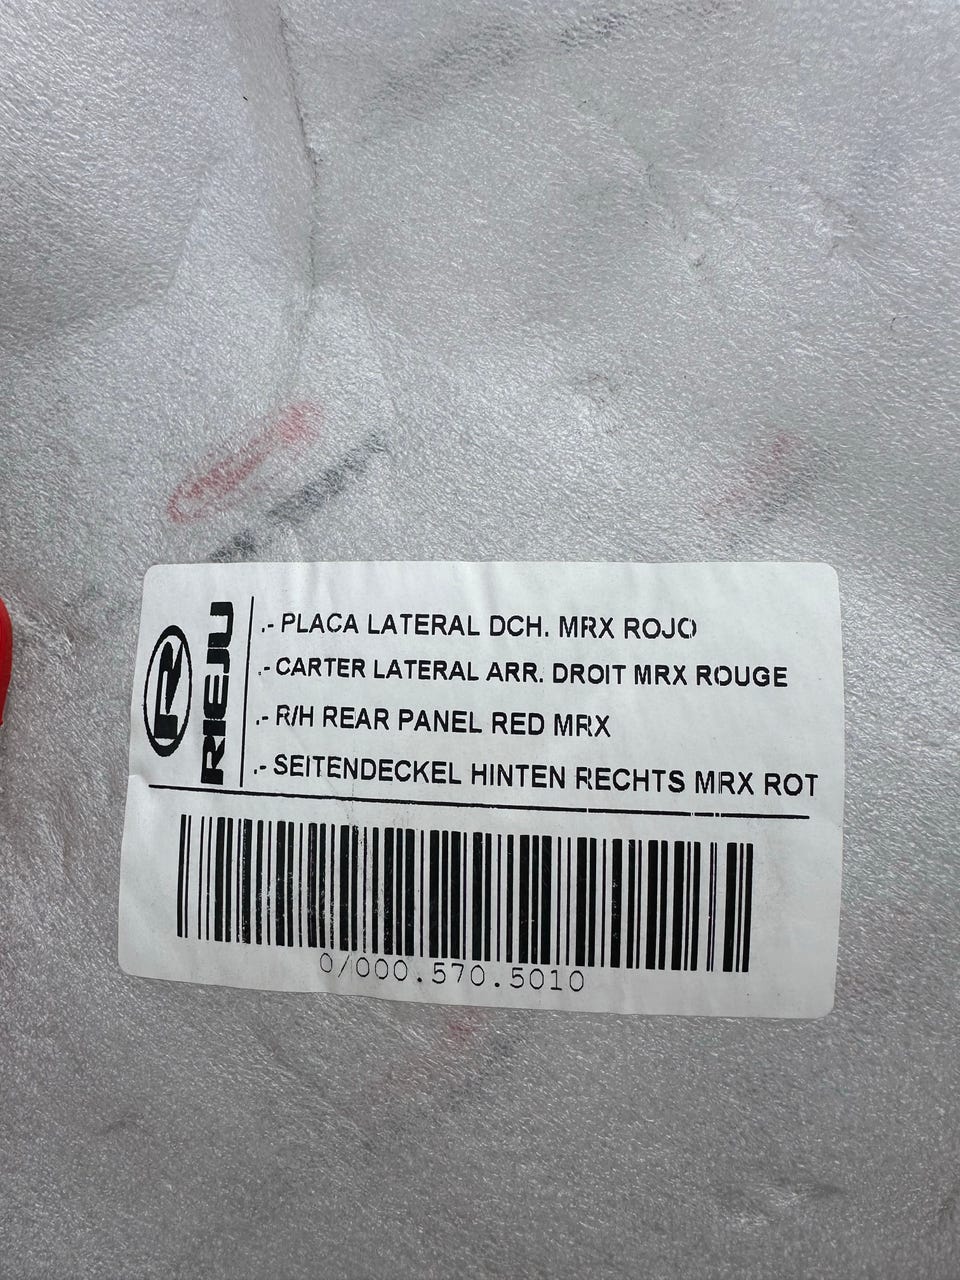 R RIEJU
.- PLACA LATERAL DCH. MRX ROJO
.- CARTER LATERAL ARR. DROIT MRX ROUGE
.- R/H REAR PANEL RED MRX
.- SEITENDECKEL HINTEN RECHTS MRX ROT
0/000.570.5010